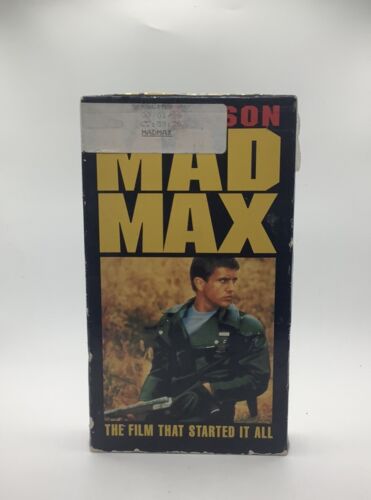 SON
MADMAX
MAD
MAX
THE FILM THAT STARTED IT ALL